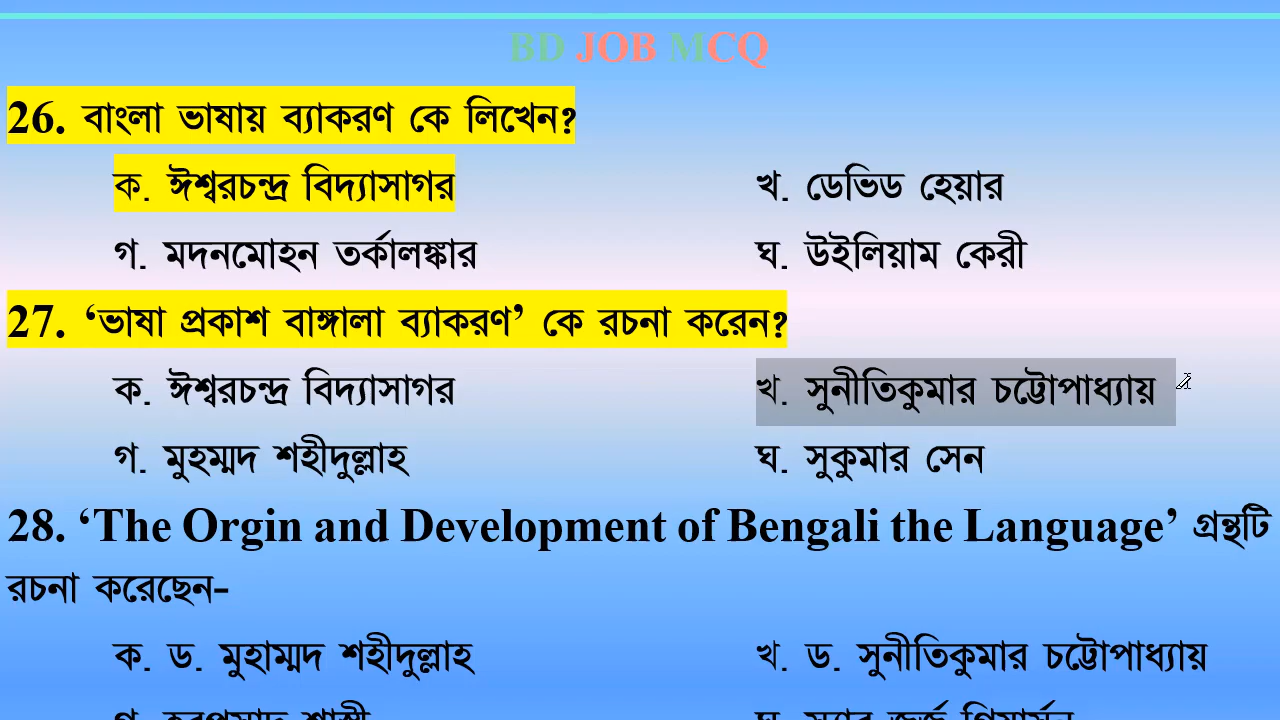 BD JOB MCQ
26. বাংলা ভাষায় ব্যাকরণ কে লিখেন?
ক. ঈশ্বরচন্দ্র বিদ্যাসাগর খ. ডেভিড হেয়ার
গ. মদনমোহন তর্কালঙ্কার ঘ. উইলিয়াম কেরী
27. ‘ভাষা প্রকাশ বাঙ্গালা ব্যাকরণ’ কে রচনা করেন?
ক. ঈশ্বরচন্দ্র বিদ্যাসাগর খ. সুনীতিকুমার চট্টোপাধ্যায়
গ. মুহম্মদ শহীদুল্লাহ ঘ. সুকুমার সেন
28. ‘The Orgin and Development of Bengali the Language’ গ্রন্থটি
রচনা করেছেন-
ক. ড. মুহাম্মদ শহীদুল্লাহ খ. ড. সুনীতিকুমার চট্টোপাধ্যায়